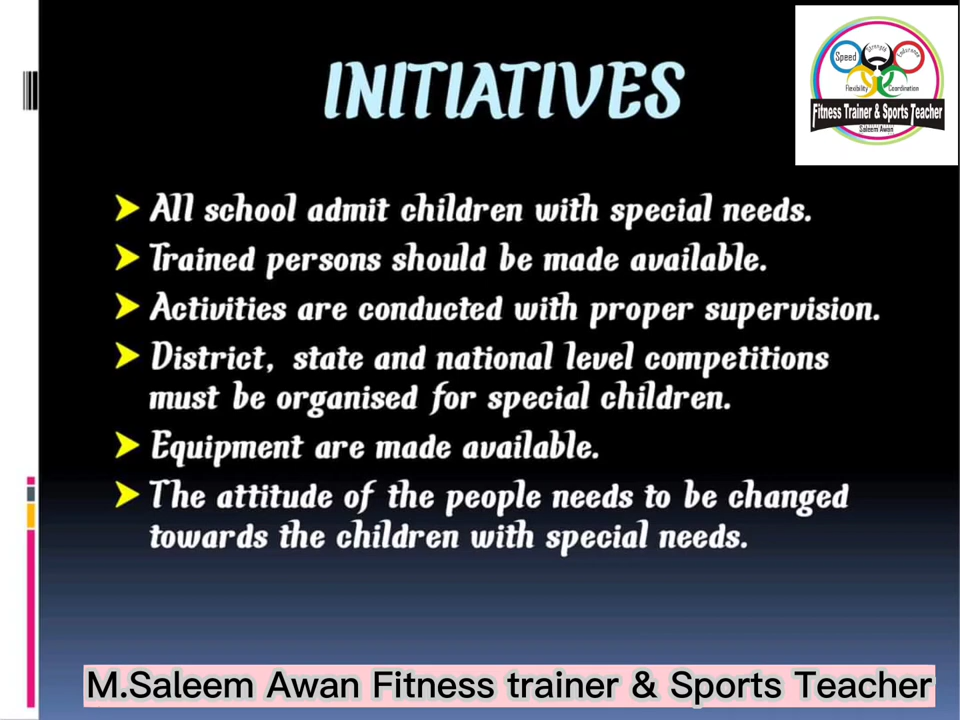 INITIATIVES
Speed
Strength
Endurance
Flexibility
Coordination
Fitness Trainer & Sports Teacher
Saleem Awan
All school admit children with special needs.
Trained persons should be made available.
Activities are conducted with proper supervision.
District, state and national level competitions
must be organised for special children.
Equipment are made available.
The attitude of the people needs to be changed
towards the children with special needs.
M.Saleem Awan Fitness trainer & Sports Teacher